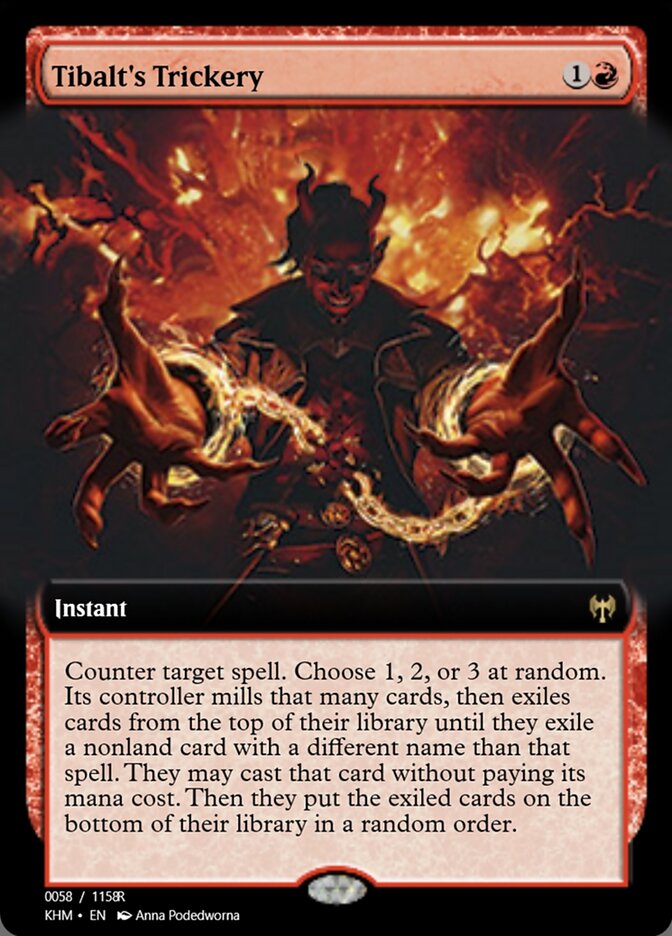 Tibalt's Trickery 1
Instant
Counter target spell. Choose 1, 2, or 3 at random.
Its controller mills that many cards, then exiles
cards from the top of their library until they exile
a nonland card with a different name than that
spell. They may cast that card without paying its
mana cost. Then they put the exiled cards on the
bottom of their library in a random order.
0058 / 1158R
KHM • EN Anna Podedworna